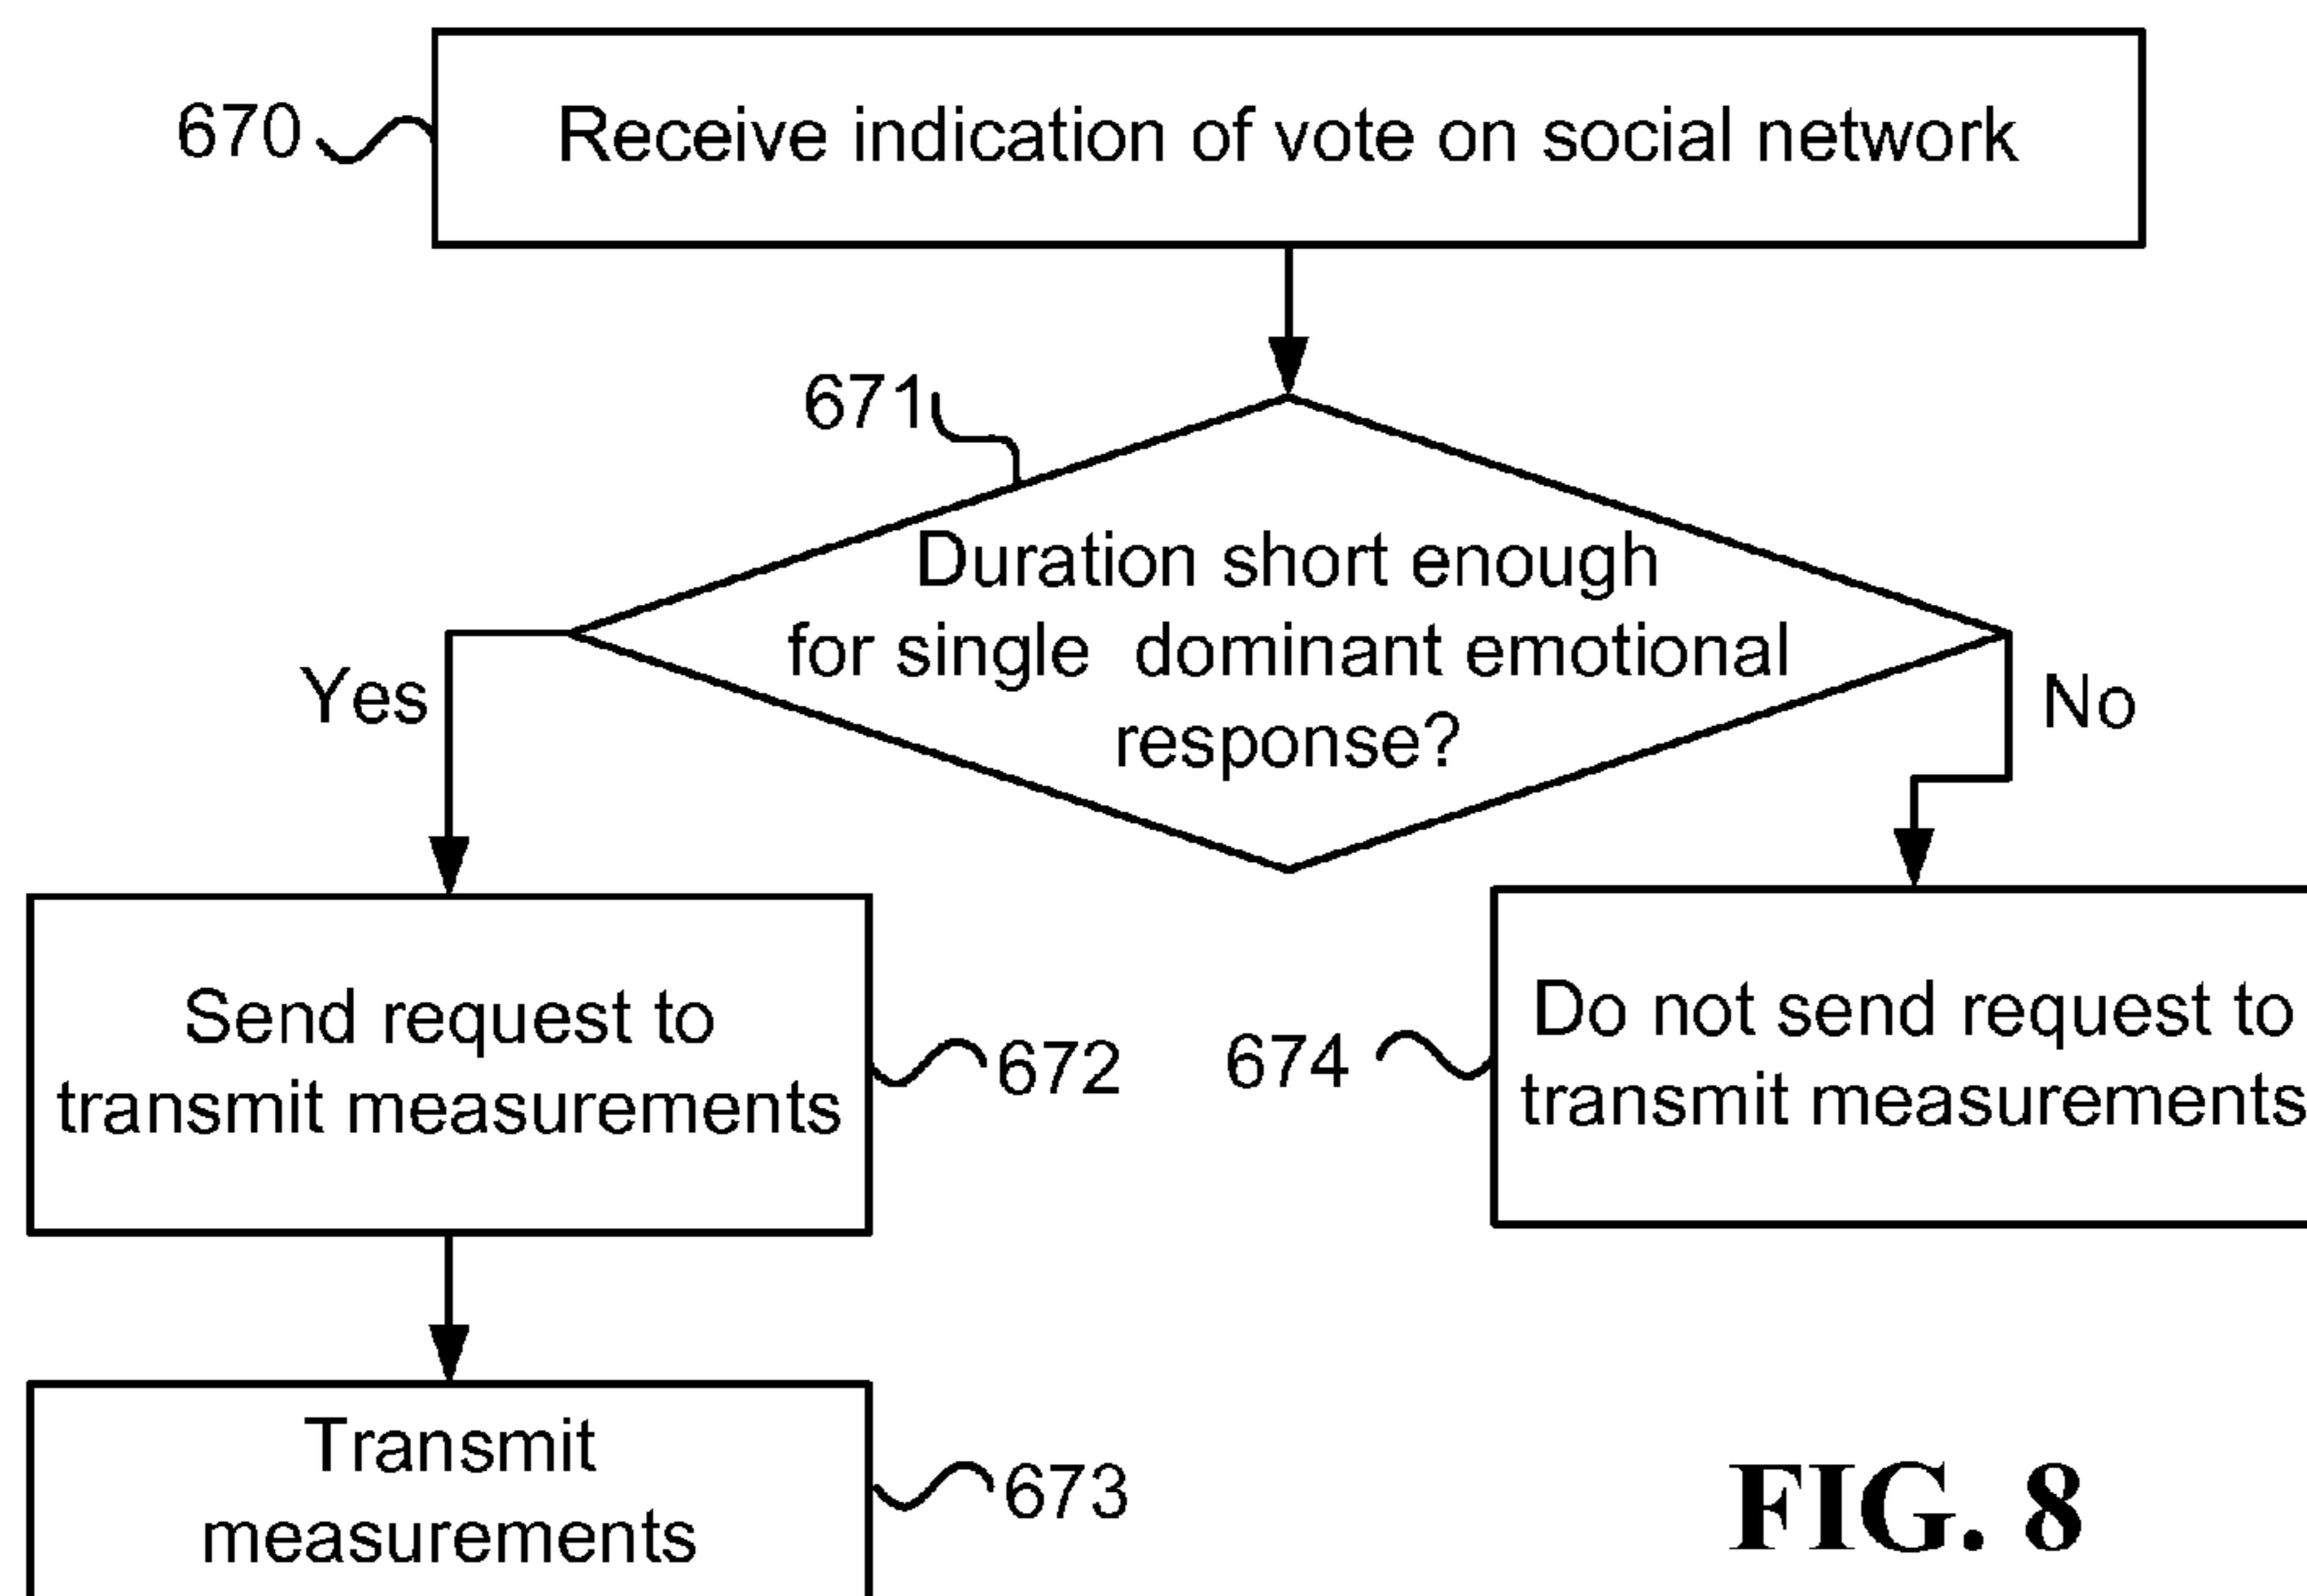 670
Receive indication of vote on social network
671
Duration short enough
for single dominant emotional
response?
Yes
No
Send request to
transmit measurements
672
674
Do not send request to
transmit measurements
Transmit
measurements
673
FIG. 8